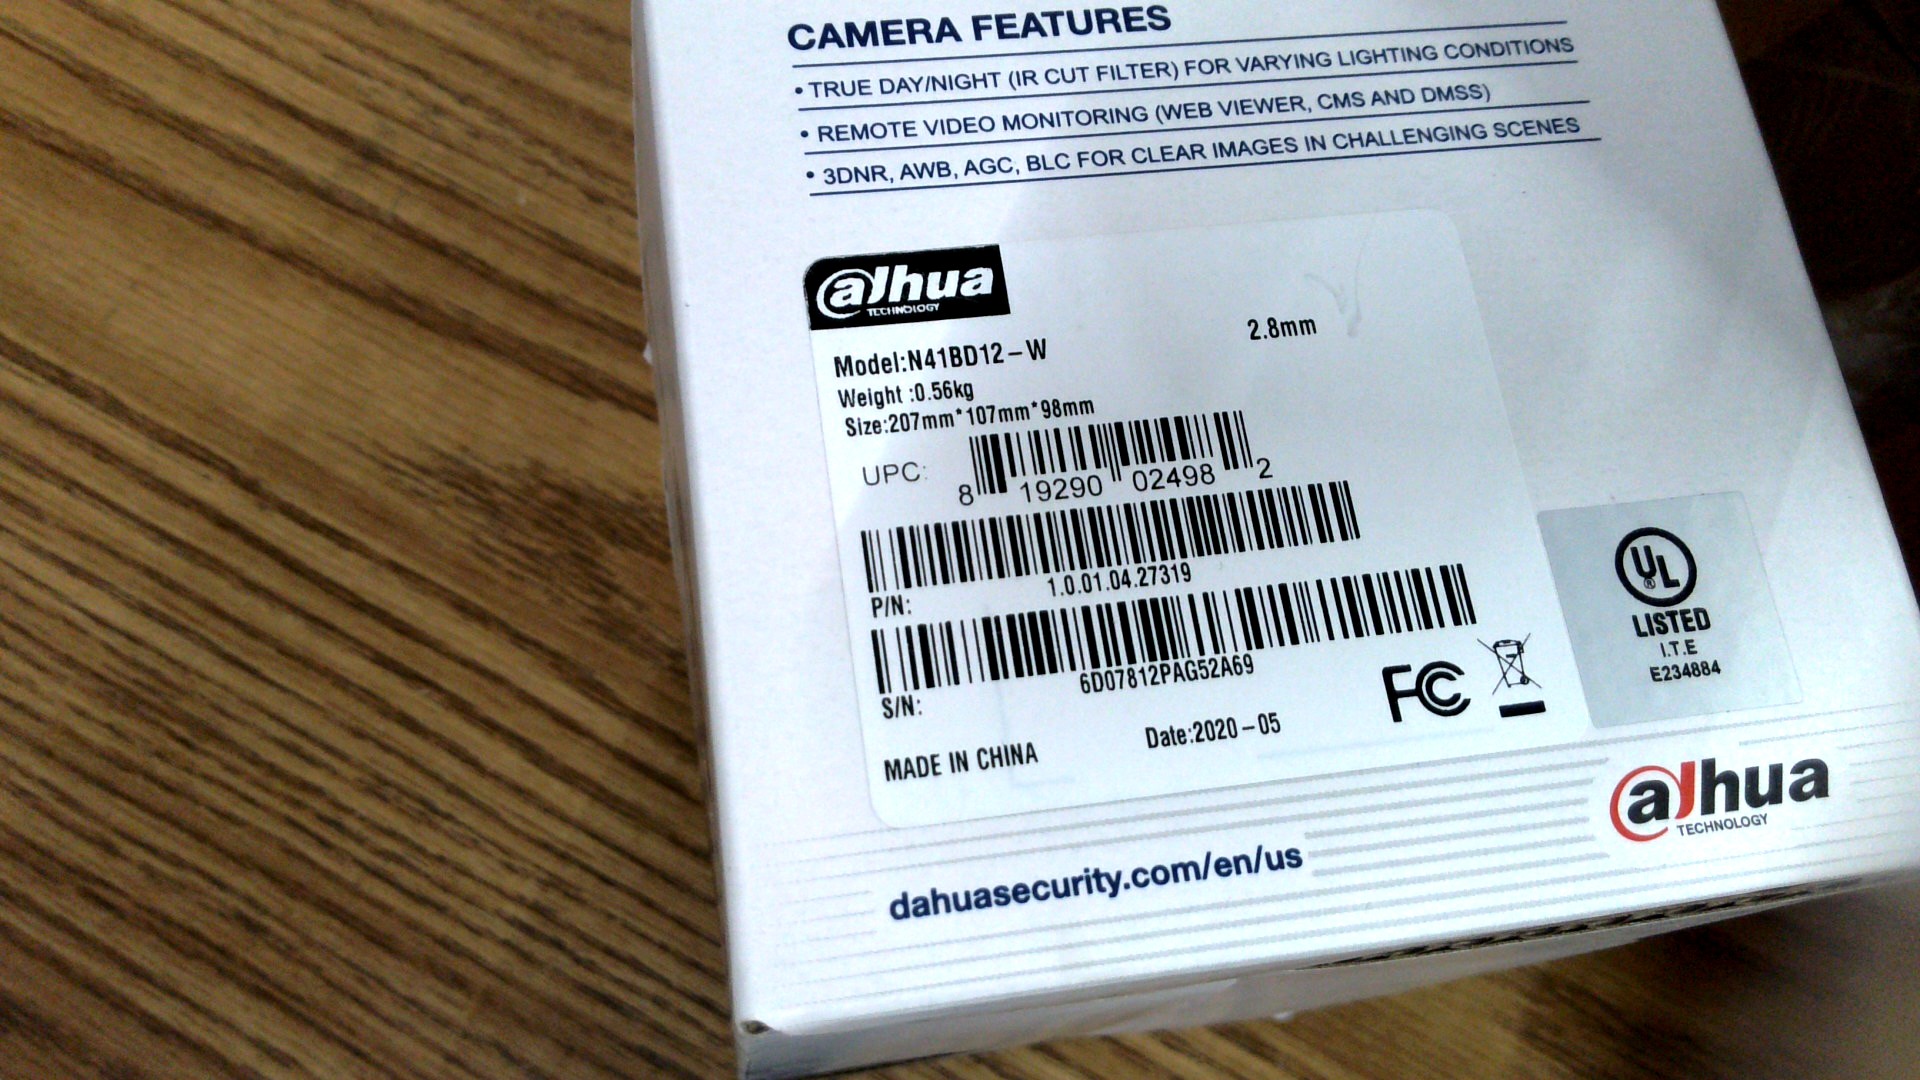 CAMERA FEATURES
• TRUE DAY/NIGHT (IR CUT FILTER) FOR VARYING LIGHTING CONDITIONS
• REMOTE VIDEO MONITORING (WEB VIEWER, CMS AND DMSS)
• 3DNR, AWB, AGC, BLC FOR CLEAR IMAGES IN CHALLENGING SCENES
alhua
TECHNOLOGY
2.8mm
Model:N41BD12-W
Weight :0.56kg
Size:207mm*107mm*98mm
UPC:
8 19290 02498 2
1.0.01.04.27319
P/N:
6D07812PAG52A69
S/N:
FC
MADE IN CHINA
Date:2020-05
UL
®
LISTED
I.T.E
E234884
alhua
TECHNOLOGY
dahuasecurity.com/en/us